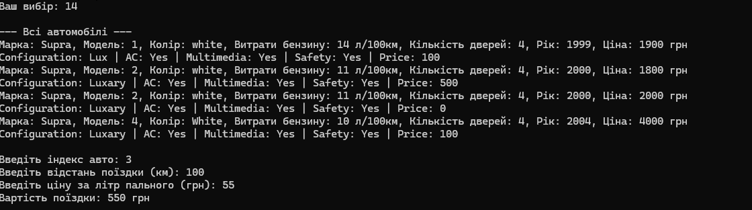 Ваш вибір: 14
--- Всі автомобілі ---
Марка: Supra, Модель: 1, Колір: white, Витрати бензину: 14 л/100км, Кількість дверей: 4, Рік: 1999, Ціна: 1900 грн
Configuration: Lux | AC: Yes | Multimedia: Yes | Safety: Yes | Price: 100
Марка: Supra, Модель: 2, Колір: white, Витрати бензину: 11 л/100км, Кількість дверей: 4, Рік: 2000, Ціна: 1800 грн
Configuration: Luxary | AC: Yes | Multimedia: Yes | Safety: Yes | Price: 500
Марка: Supra, Модель: 2, Колір: white, Витрати бензину: 11 л/100км, Кількість дверей: 4, Рік: 2000, Ціна: 2000 грн
Configuration: Luxary | AC: Yes | Multimedia: Yes | Safety: Yes | Price: 0
Марка: Supra, Модель: 4, Колір: White, Витрати бензину: 10 л/100км, Кількість дверей: 4, Рік: 2004, Ціна: 4000 грн
Configuration: Luxary | AC: Yes | Multimedia: Yes | Safety: Yes | Price: 100
Введіть індекс авто: 3
Введіть відстань поїздки (км): 100
Введіть ціну за літр пального (грн): 55
Вартість поїздки: 550 грн